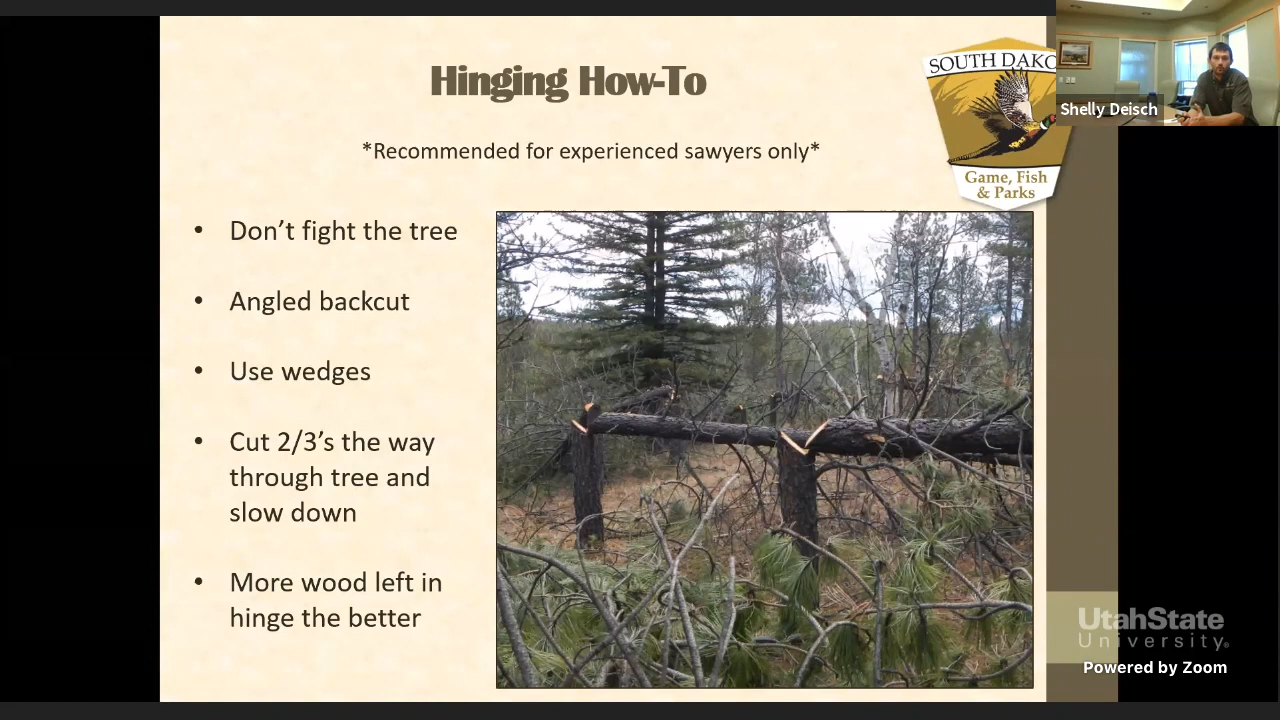 Hinging How-To
*Recommended for experienced sawyers only*
• Don’t fight the tree
• Angled backcut
• Use wedges
• Cut 2/3’s the way
through tree and
slow down
• More wood left in
hinge the better
SOUTH DAKO
Game, Fish
& Parks
Shelly Deisch
UtahState
University®
Powered by Zoom